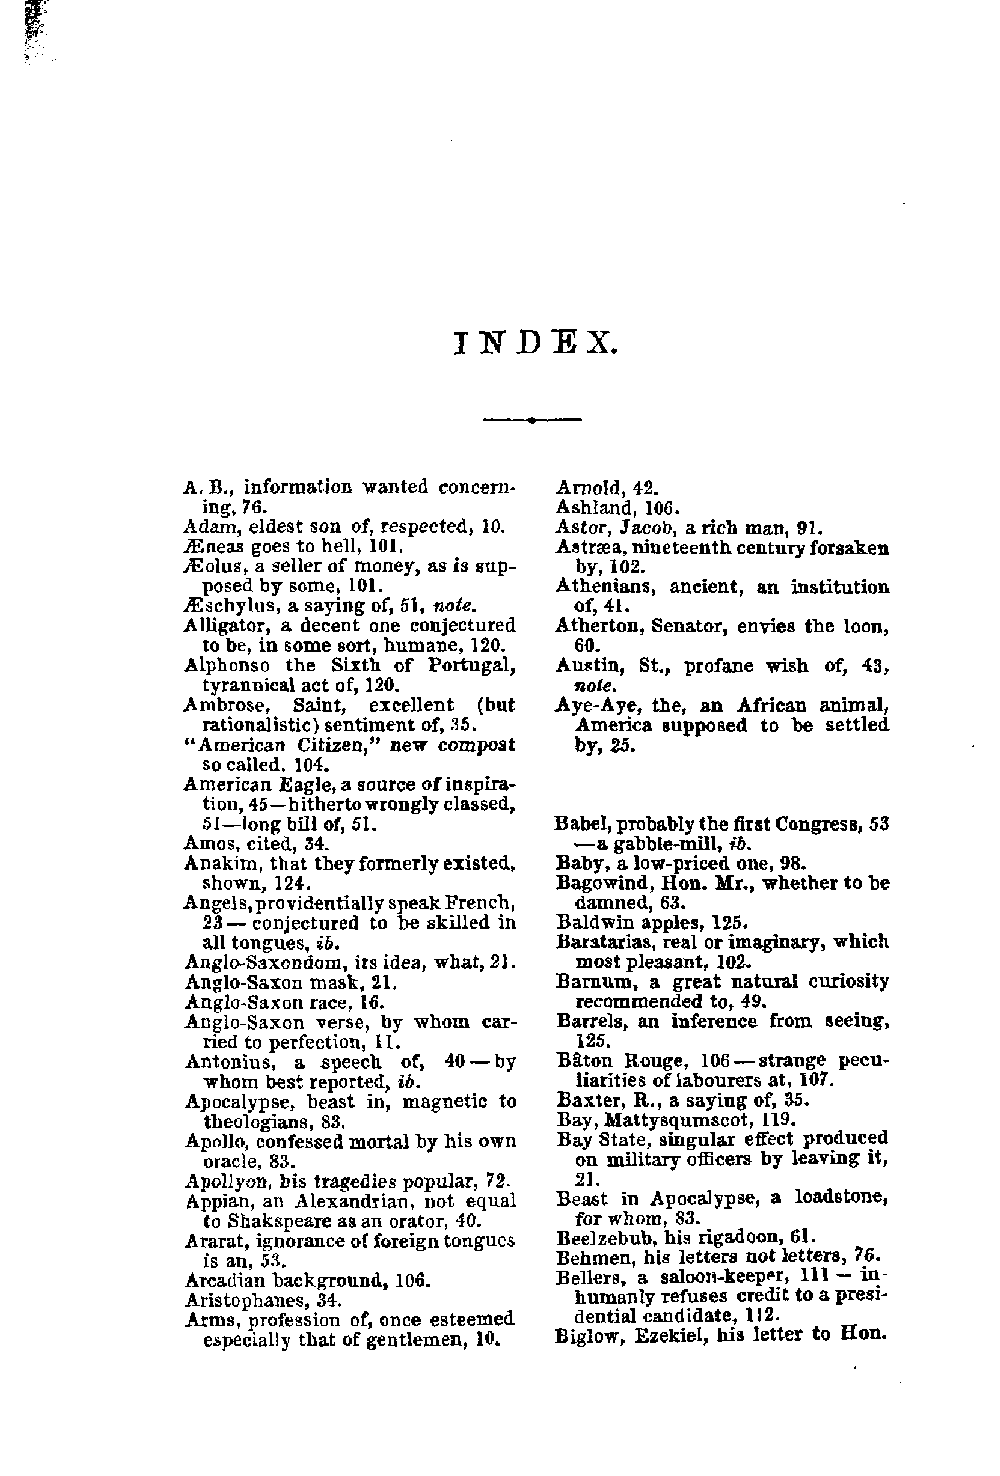 INDEX.
A. B., information wanted concern-
ing, 76.
Adam, eldest son of, respected, 10.
Æneas goes to hell, 101.
Æolus, a seller of money, as is sup-
posed by some, 101.
Æschylus, a saying of, 51, note.
Alligator, a decent one conjectured
to be, in some sort, humane, 120.
Alphonso the Sixth of Portugal,
tyrannical act of, 120.
Ambrose, Saint, excellent (but
rationalistic) sentiment of, 35.
"American Citizen," new compost
so called, 104.
American Eagle, a source of inspira-
tion, 45—hitherto wrongly classed,
51—long bill of, 51.
Amos, cited, 34.
Anakim, that they formerly existed,
shown, 124.
Angels, providentially speak French,
23—conjectured to be skilled in
all tongues, ib.
Anglo-Saxondom, its idea, what, 21.
Anglo-Saxon mask, 21.
Anglo-Saxon race, 16.
Anglo-Saxon verse, by whom car-
ried to perfection, 11.
Antonius, a speech of, 40—by
whom best reported, ib.
Apocalypse, beast in, magnetic to
theologians, 83.
Apollo, confessed mortal by his own
oracle, 83.
Apollyon, his tragedies popular, 72.
Appian, an Alexandrian, not equal
to Shakspeare as an orator, 40.
Ararat, ignorance of foreign tongues
is an, 53.
Arcadian background, 106.
Aristophanes, 34.
Arms, profession of, once esteemed
especially that of gentlemen, 10.
Arnold, 42.
Ashland, 106.
Astor, Jacob, a rich man, 91.
Astræa, nineteenth century forsaken
by, 102.
Athenians, ancient, an institution
of, 41.
Atherton, Senator, envies the loon,
60.
Austin, St., profane wish of, 43,
note.
Aye-Aye, the, an African animal,
America supposed to be settled
by, 25.
Babel, probably the first Congress, 53
—a gabble-mill, ib.
Baby, a low-priced one, 98.
Bagowind, Hon. Mr., whether to be
damned, 63.
Baldwin apples, 125.
Baratarias, real or imaginary, which
most pleasant, 102.
Barnum, a great natural curiosity
recommended to, 49.
Barrels, an inference from seeing,
125.
Bâton Rouge, 106—strange pecu-
liarities of labourers at, 107.
Baxter, R., a saying of, 35.
Bay, Mattysqumscot, 119.
Bay State, singular effect produced
on military officers by leaving it,
21.
Beast in Apocalypse, a loadstone,
for whom, 83.
Beelzebub, his rigadoon, 61.
Behmen, his letters not letters, 76.
Bellers, a saloon-keeper, 111 — in-
humanly refuses credit to a presi-
dential candidate, 112.
Biglow, Ezekiel, his letter to Hon.